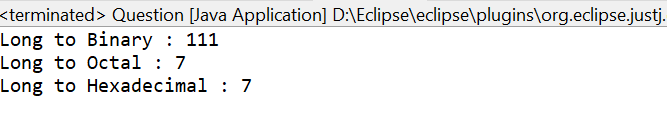 <terminated> Question [Java Application] D:\Eclipse\eclipse\plugins\org.eclipse.justj.
Long to Binary : 111
Long to Octal : 7
Long to Hexadecimal : 7